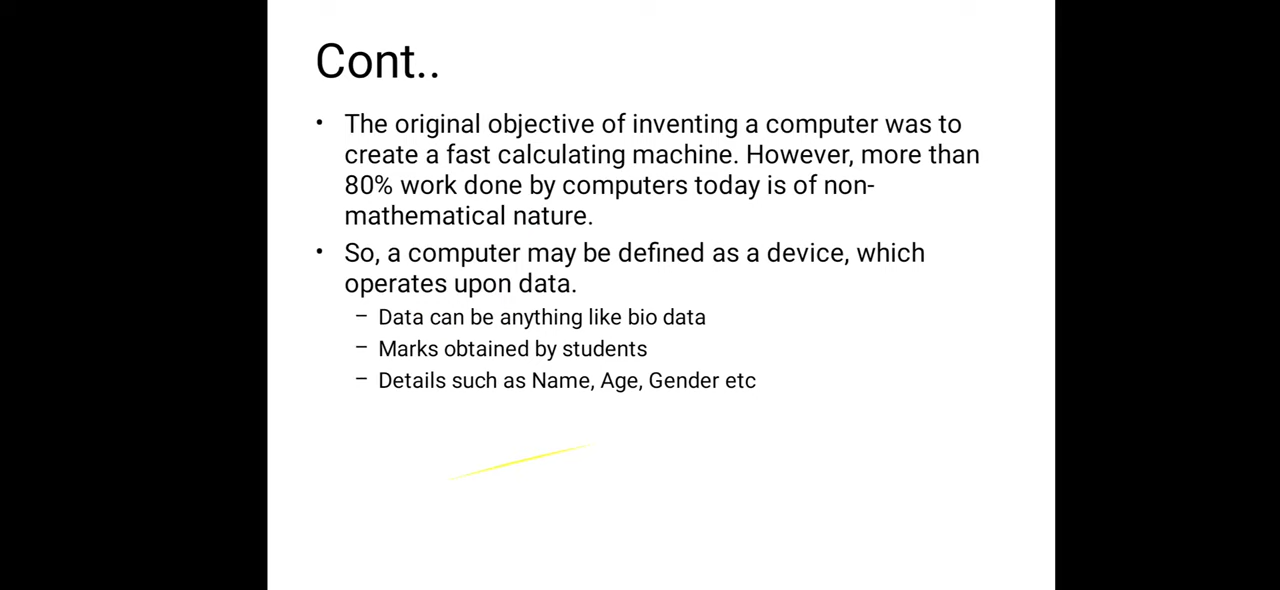 Cont..
• The original objective of inventing a computer was to
create a fast calculating machine. However, more than
80% work done by computers today is of non-
mathematical nature.
• So, a computer may be defined as a device, which
operates upon data.
– Data can be anything like bio data
– Marks obtained by students
– Details such as Name, Age, Gender etc